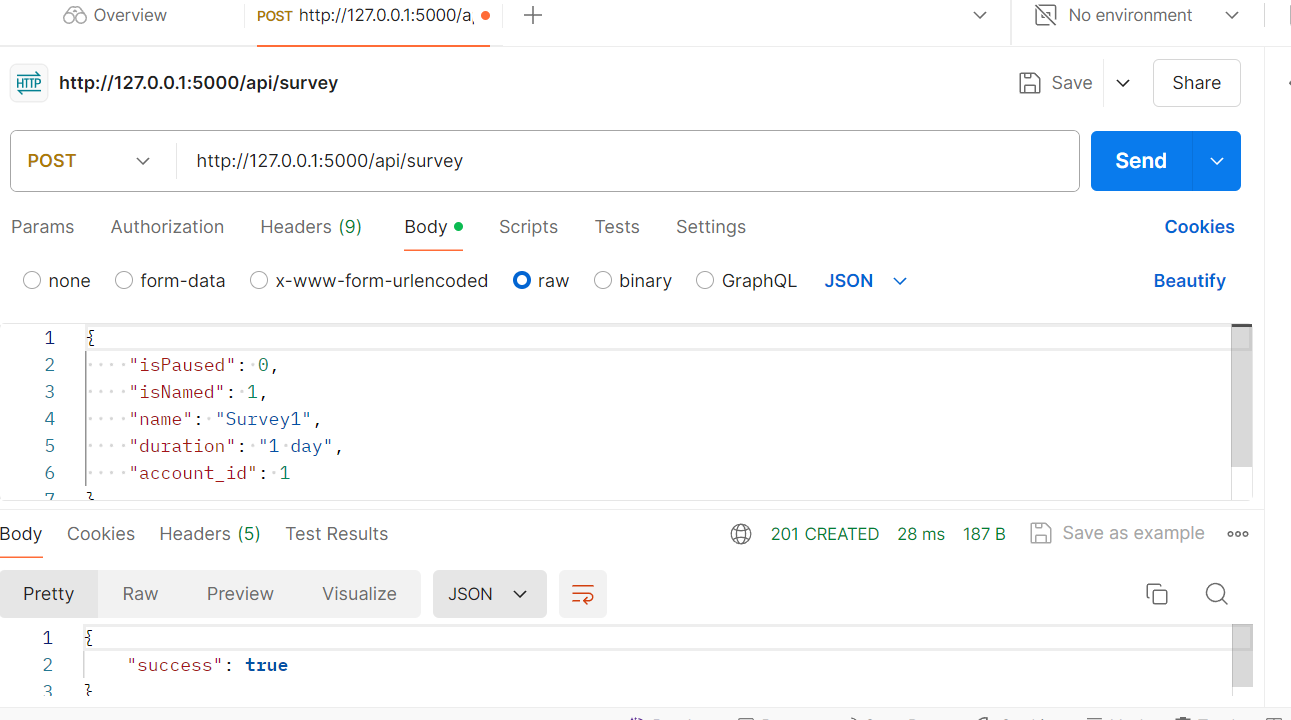 Overview POST http://127.0.0.1:5000/a No environment
HTTP http://127.0.0.1:5000/api/survey Save Share
POST http://127.0.0.1:5000/api/survey Send
Params Authorization Headers (9) Body Scripts Tests Settings Cookies
none form-data x-www-form-urlencoded raw binary GraphQL JSON Beautify
1 {
2 "isPaused": 0,
3 "isNamed": 1,
4 "name": "Survey1",
5 "duration": "1 day",
6 "account_id": 1
7 }
Body Cookies Headers (5) Test Results 201 CREATED 28 ms 187 B Save as example
Pretty Raw Preview Visualize JSON
1 {
2 "success": true
3 }